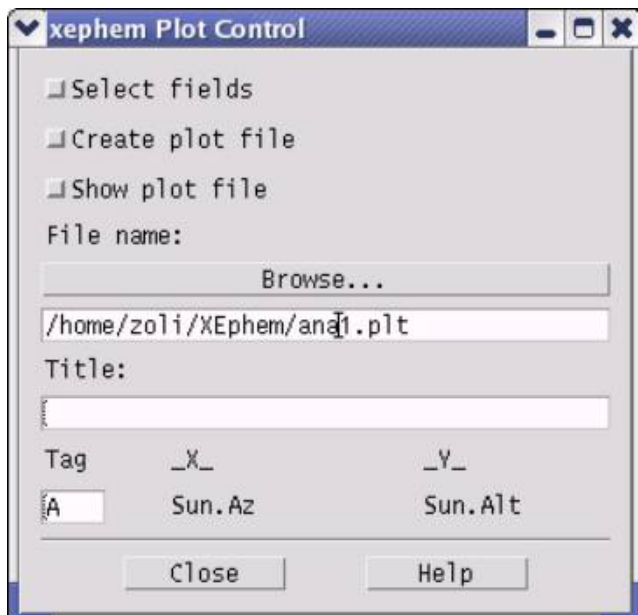 xephem Plot Control
Select fields
Create plot file
Show plot file
File name:
Browse...
/home/zoli/XEphem/ana1.plt
Title:
Tag _X_ _Y_
A Sun.Az Sun.Alt
Close Help